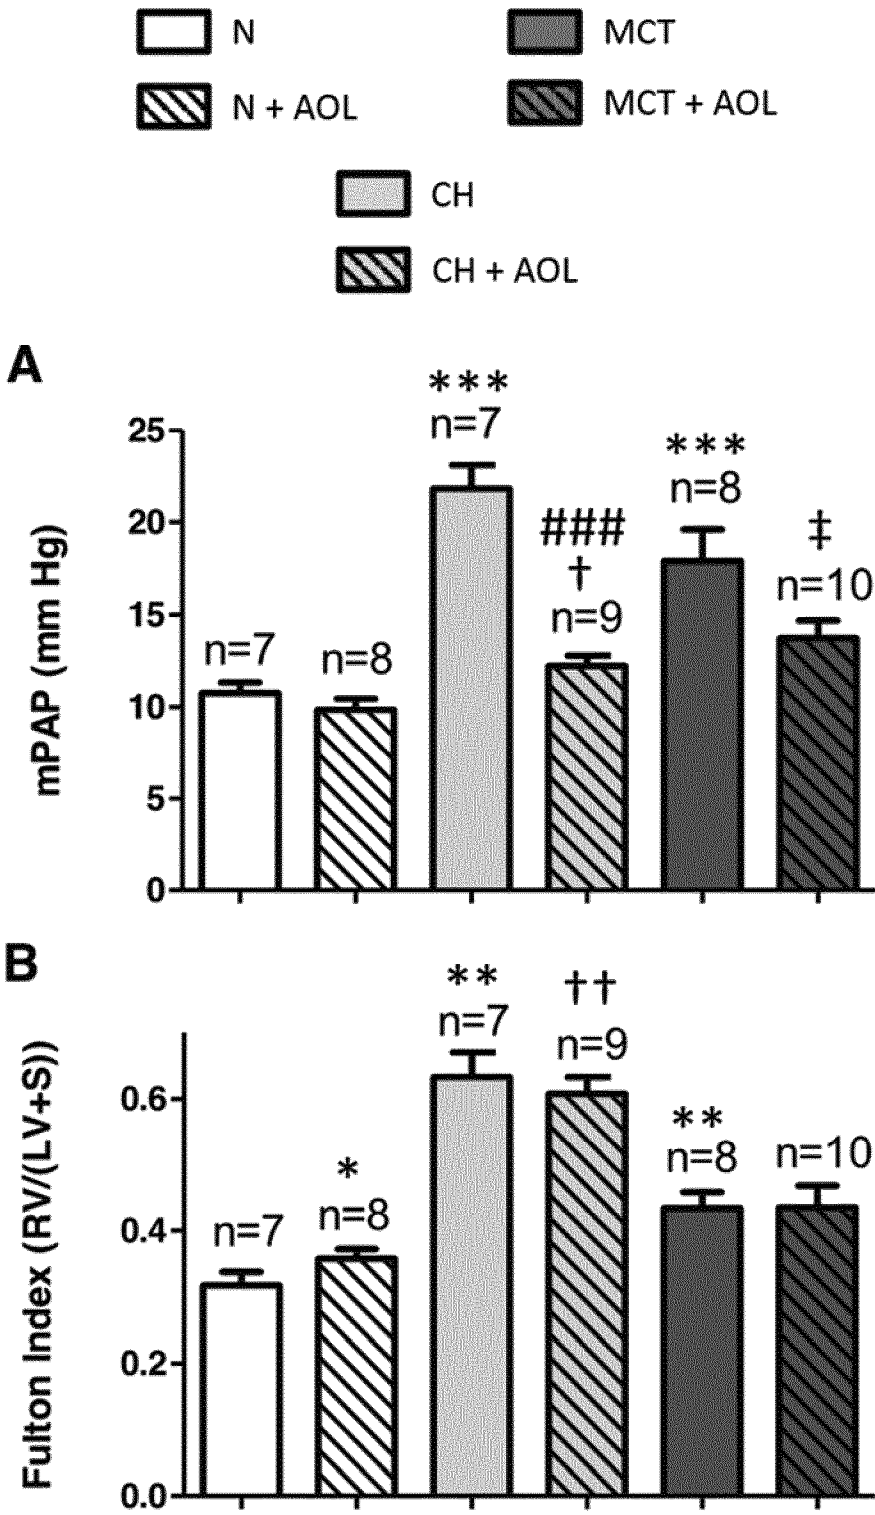 N
MCT
N + AOL
MCT + AOL
CH
CH + AOL
A
***
n=7
***
n=8
###
†
n=9
‡
n=10
n=7
n=8
25
20
15
10
5
0
mPAP (mm Hg)
B
**
n=7
††
n=9
**
n=8
n=10
*
n=8
n=7
0.6
0.4
0.2
0.0
Fulton Index (RV/(LV+S))